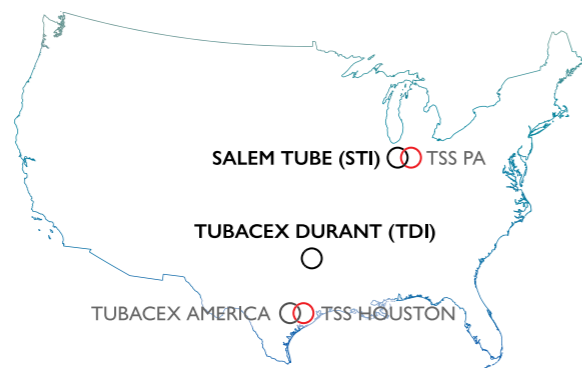 SALEM TUBE (STI) TSS PA
TUBACEX DURANT (TDI)
TUBACEX AMERICA TSS HOUSTON